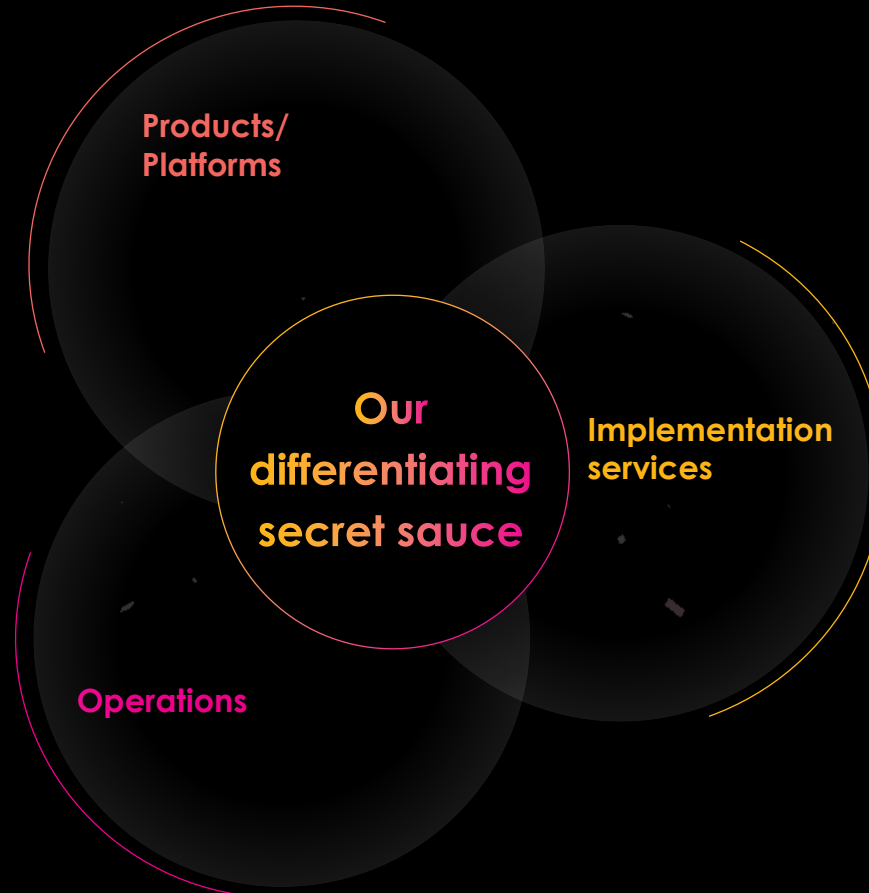 Products/
Platforms
Our
differentiating
secret sauce
Implementation
services
Operations